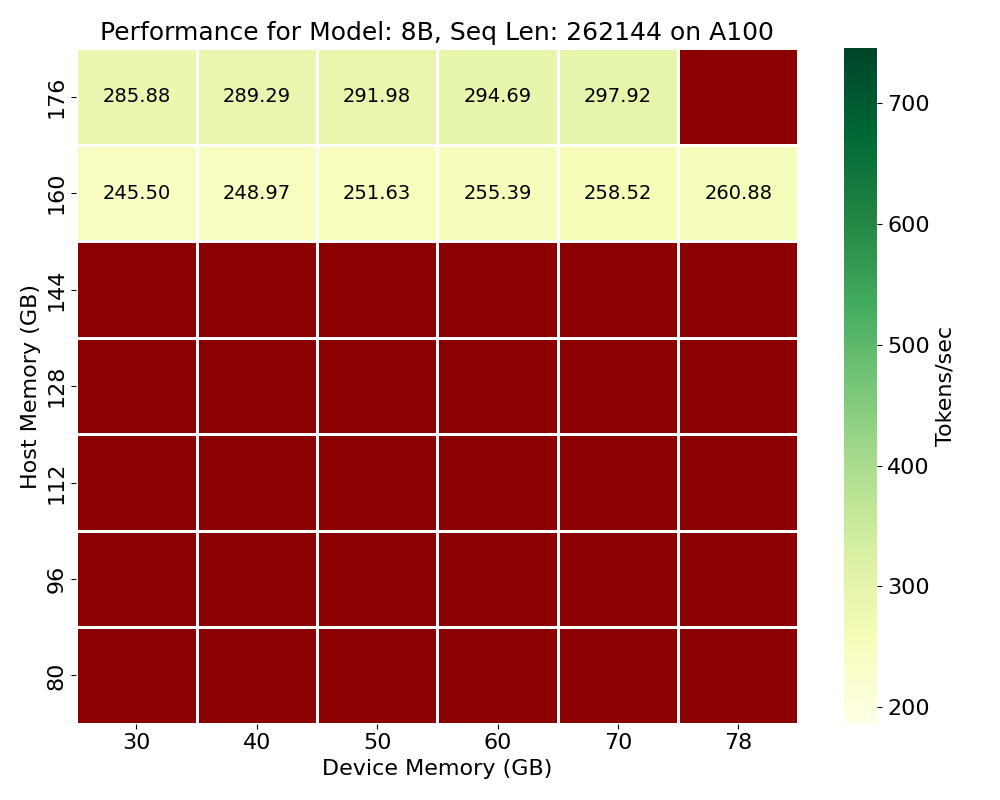 Performance for Model: 8B, Seq Len: 262144 on A100
Host Memory (GB)
176
285.88 289.29 291.98 294.69 297.92
160
245.50 248.97 251.63 255.39 258.52 260.88
144
128
112
96
80
30 40 50 60 70 78
Device Memory (GB)
700
600
500
400
300
200
Tokens/sec